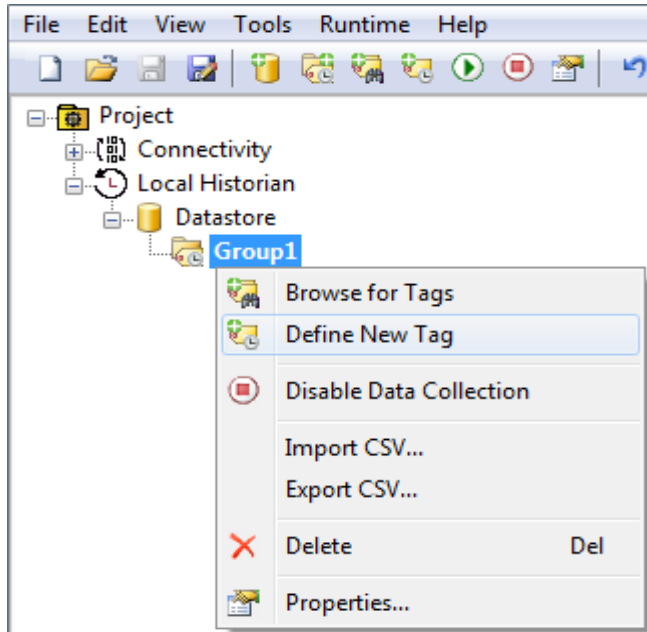 File Edit View Tools Runtime Help
Project
Connectivity
Local Historian
Datastore
Group1
Browse for Tags
Define New Tag
Disable Data Collection
Import CSV...
Export CSV...
Delete Del
Properties...